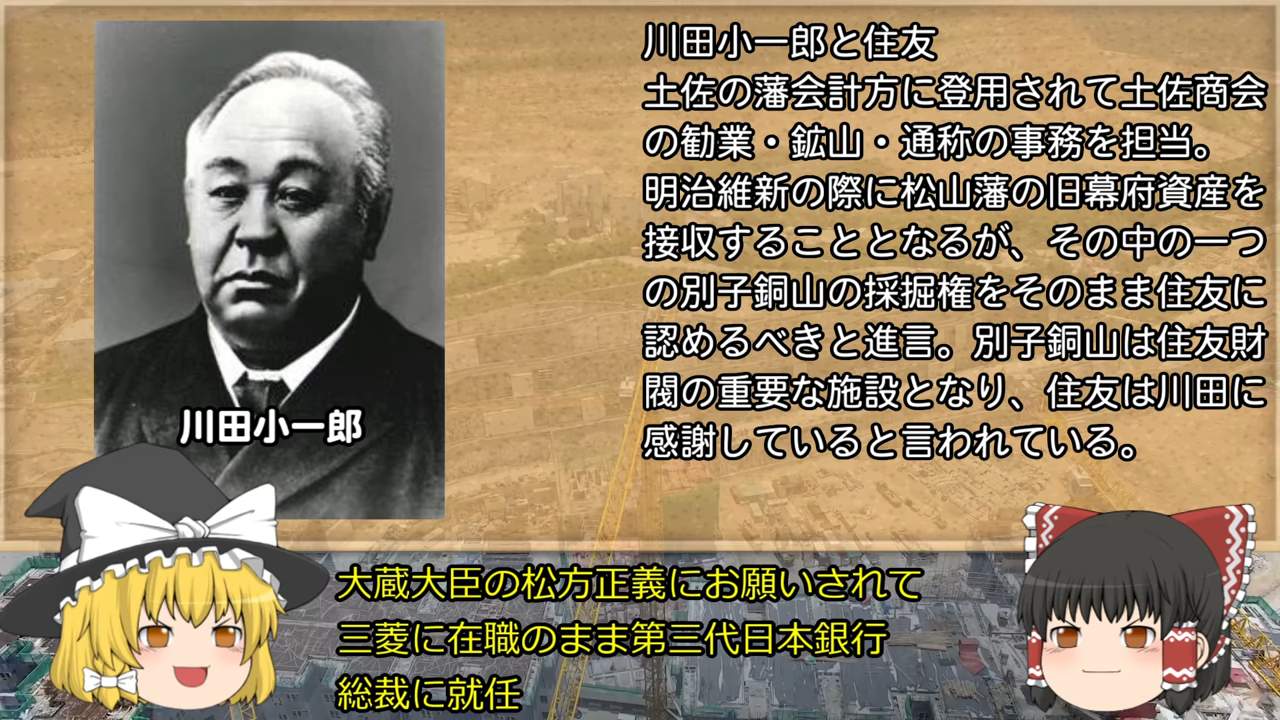 川田小一郎と住友
土佐の藩会計方に登用されて土佐商会
の勧業・鉱山・通称の事務を担当。
明治維新の際に松山藩の旧幕府資産を
接収することとなるが、その中の一つ
の別子銅山の採掘権をそのまま住友に
認めるべきと進言。別子銅山は住友財
閥の重要な施設となり、住友は川田に
感謝していると言われている。
川田小一郎
大蔵大臣の松方正義にお願いされて
三菱に在職のまま第三代日本銀行
総裁に就任